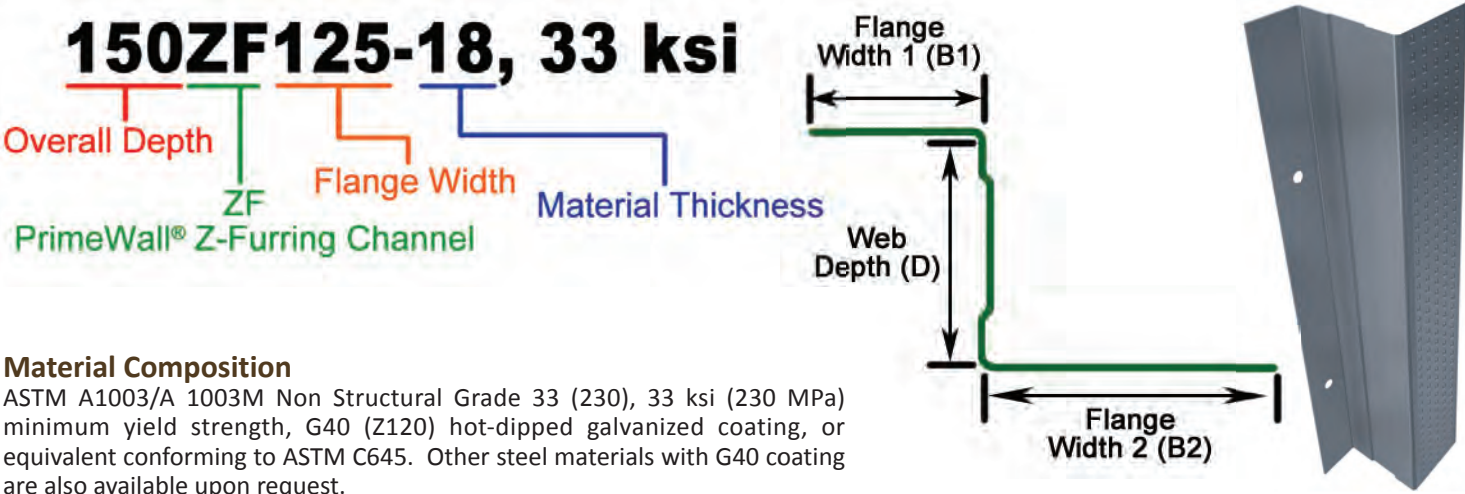 150ZF125-18, 33 ksi
Overall Depth
ZF
PrimeWall® Z-Furring Channel
Flange Width
Material Thickness
Flange
Width 1 (B1)
Web
Depth (D)
Flange
Width 2 (B2)
Material Composition
ASTM A1003/A 1003M Non Structural Grade 33 (230), 33 ksi (230 MPa)
minimum yield strength, G40 (Z120) hot-dipped galvanized coating, or
equivalent conforming to ASTM C645. Other steel materials with G40 coating
are also available upon request.